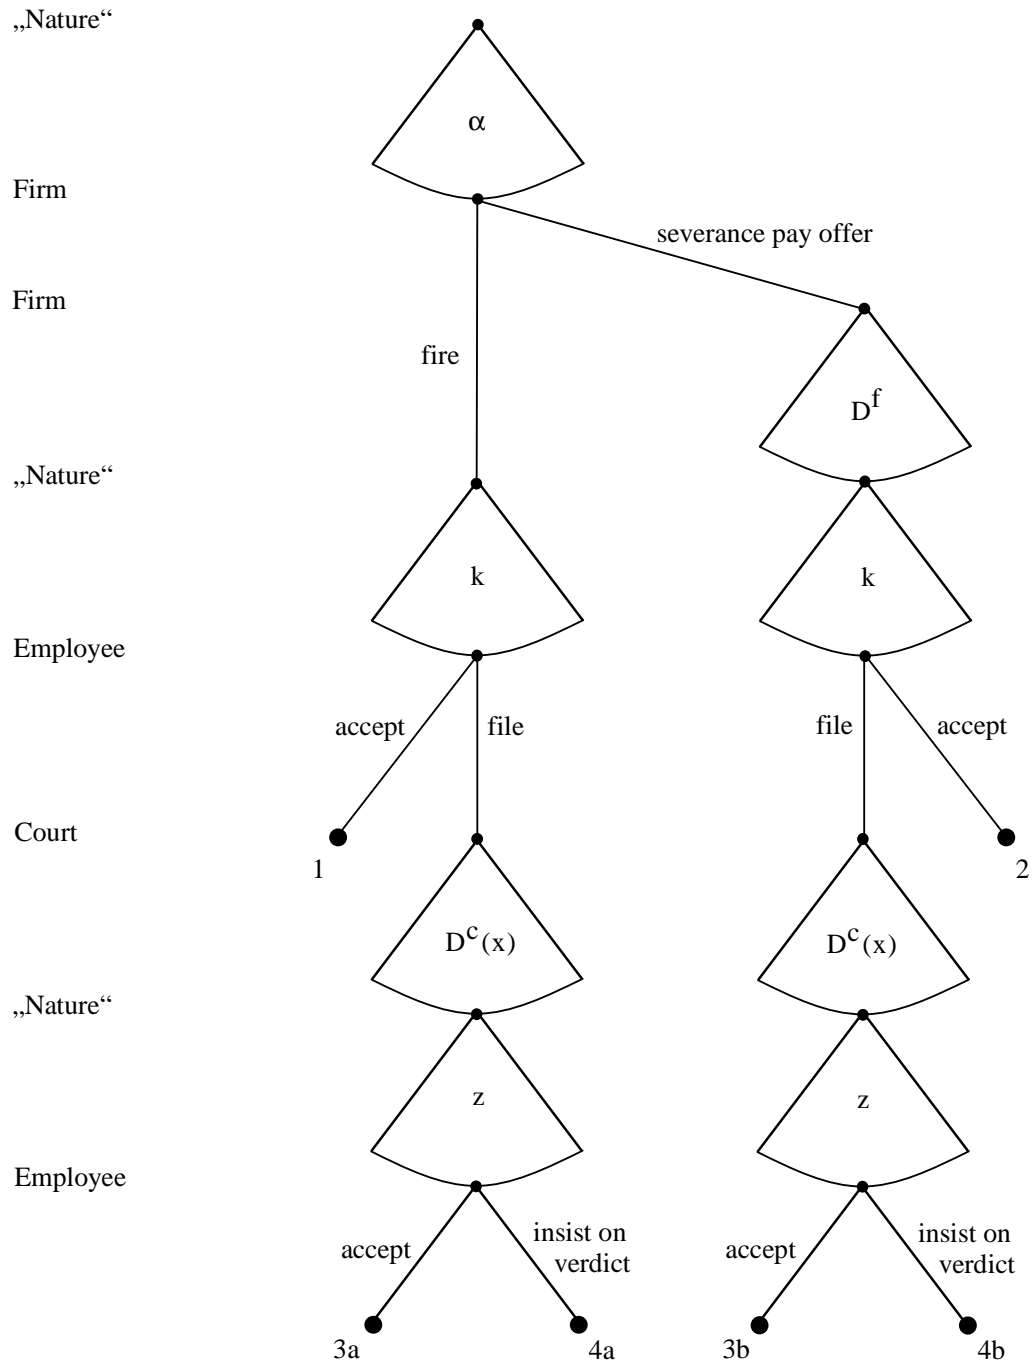 „Nature“
α
Firm
severance pay offer
Firm
fire
D^f
„Nature“
k k
Employee
accept file file accept
Court
1 2
D^c(x) D^c(x)
„Nature“
z z
Employee
accept insist on verdict accept insist on verdict
3a 4a 3b 4b